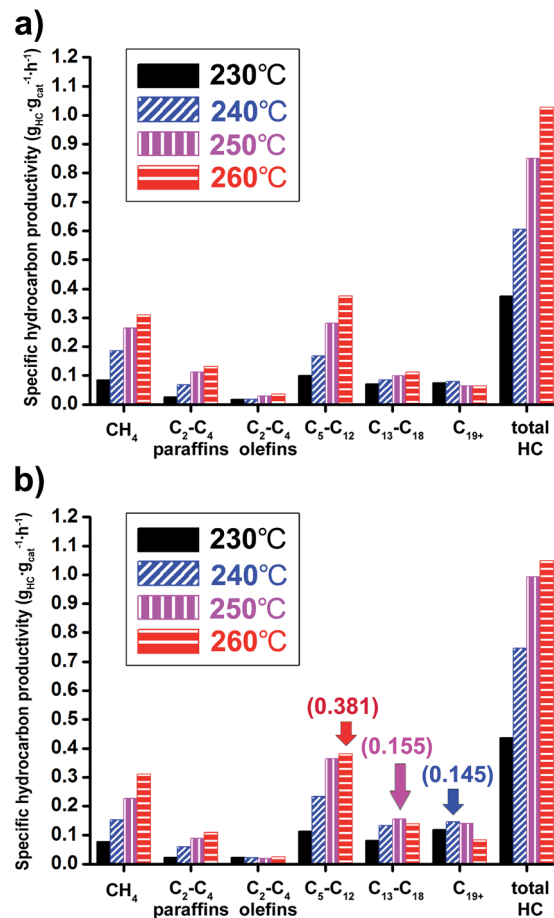 a)
Specific hydrocarbon productivity (g_HC·g_cat⁻¹·h⁻¹)
1.2
1.1
1.0
0.9
0.8
0.7
0.6
0.5
0.4
0.3
0.2
0.1
0.0
230℃
240℃
250℃
260℃
CH₄
C₂-C₄ paraffins
C₂-C₄ olefins
C₅-C₁₂
C₁₃-C₁₈
C₁₉₊
total HC
b)
Specific hydrocarbon productivity (g_HC·g_cat⁻¹·h⁻¹)
1.2
1.1
1.0
0.9
0.8
0.7
0.6
0.5
0.4
0.3
0.2
0.1
0.0
230℃
240℃
250℃
260℃
(0.381)
(0.155)
(0.145)
CH₄
C₂-C₄ paraffins
C₂-C₄ olefins
C₅-C₁₂
C₁₃-C₁₈
C₁₉₊
total HC